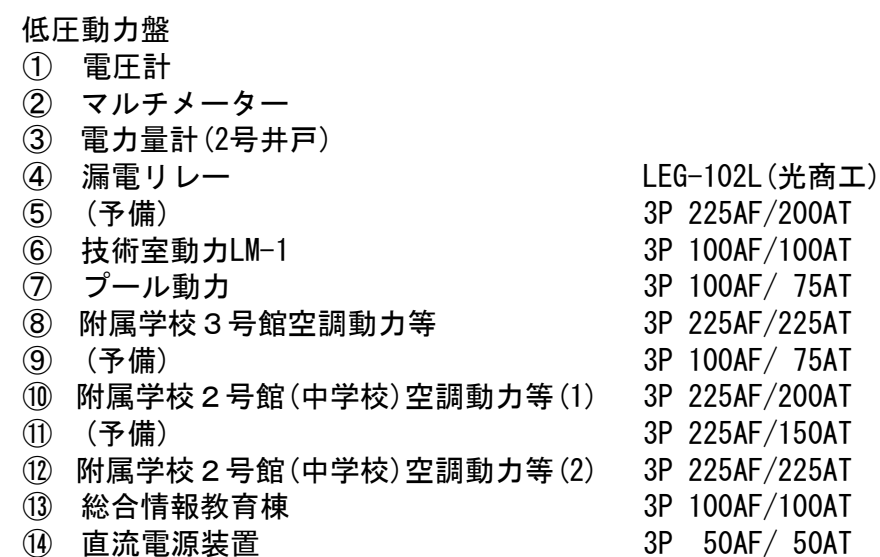 低圧動力盤
① 電圧計
② マルチメーター
③ 電力量計(2号井戸)
④ 漏電リレー LEG-102L(光商工)
⑤ (予備) 3P 225AF/200AT
⑥ 技術室動力LM-1 3P 100AF/100AT
⑦ プール動力 3P 100AF/ 75AT
⑧ 附属学校３号館空調動力等 3P 225AF/225AT
⑨ (予備) 3P 100AF/ 75AT
⑩ 附属学校２号館(中学校)空調動力等(1) 3P 225AF/200AT
⑪ (予備) 3P 225AF/150AT
⑫ 附属学校２号館(中学校)空調動力等(2) 3P 225AF/225AT
⑬ 総合情報教育棟 3P 100AF/100AT
⑭ 直流電源装置 3P 50AF/ 50AT